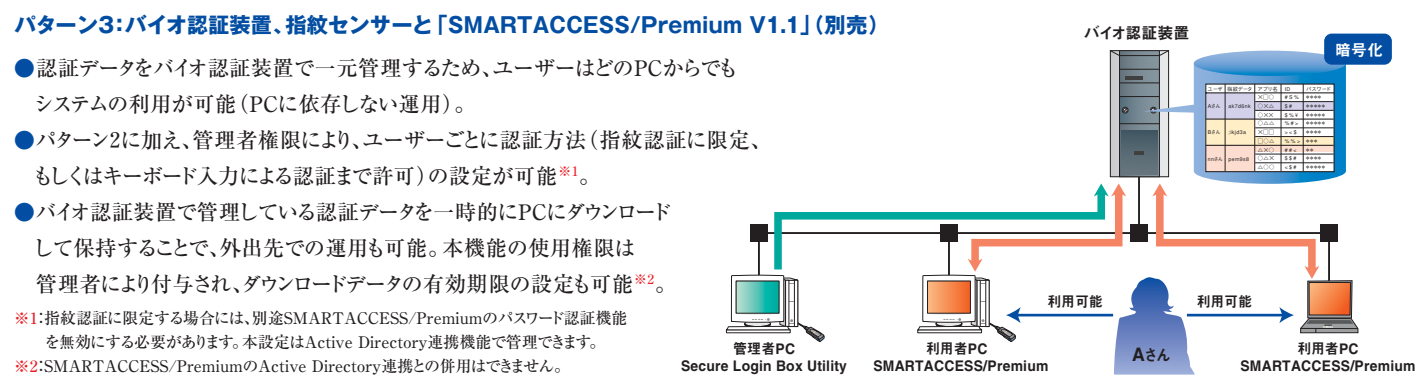 パターン3:バイオ認証装置、指紋センサーと「SMARTACCESS/Premium V1.1」(別売)
●認証データをバイオ認証装置で一元管理するため、ユーザーはどのPCからでも
システムの利用が可能(PCに依存しない運用)。
●パターン2に加え、管理者権限により、ユーザーごとに認証方法(指紋認証に限定、
もしくはキーボード入力による認証まで許可)の設定が可能※1。
●バイオ認証装置で管理している認証データを一時的にPCにダウンロード
して保持することで、外出先での運用も可能。本機能の使用権限は
管理者により付与され、ダウンロードデータの有効期限の設定も可能※2。
※1:指紋認証に限定する場合には、別途SMARTACCESS/Premiumのパスワード認証機能
を無効にする必要があります。本設定はActive Directory連携機能で管理できます。
※2:SMARTACCESS/PremiumのActive Directory連携との併用はできません。
バイオ認証装置
暗号化
ユーザ 指紋データ アプリ名 ID パスワード
Aさん ak7d6nk ×□○ #5% ****
○×△ $# *****
○×× $%¥ *****
Bさん ;ikjd3a ○△△ %#> *****
×□□ ><$ ****
□○△ %%> ***
nnさん pem9s8 △×○ ##< **
○△× $$# ****
△○○ <$# ****
管理者PC
Secure Login Box Utility
利用者PC
SMARTACCESS/Premium
利用可能
Aさん
利用可能
利用者PC
SMARTACCESS/Premium